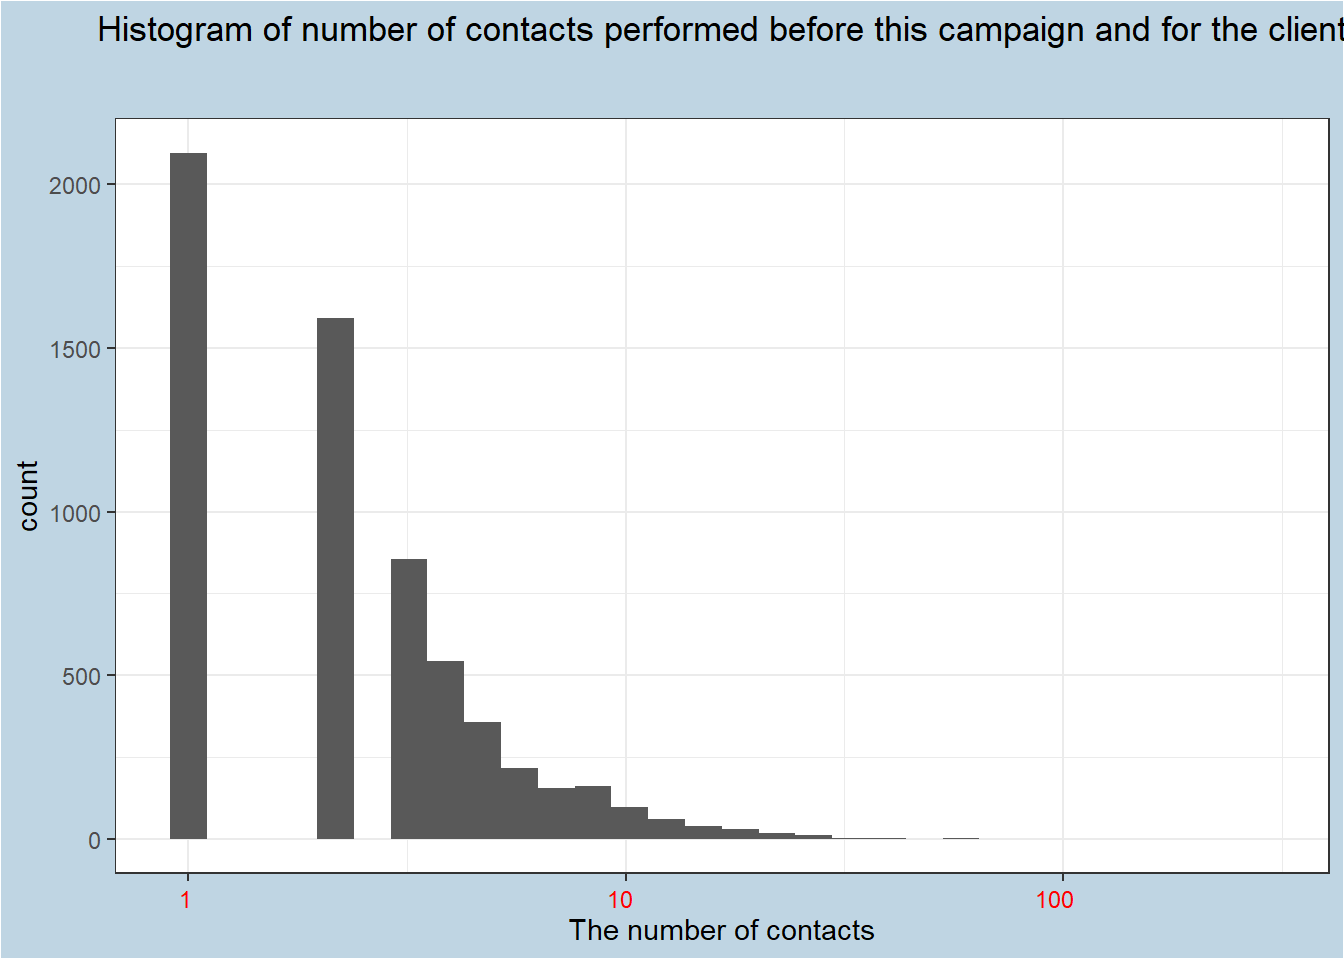 Histogram of number of contacts performed before this campaign and for the client
2000
1500
1000
500
0
count
1 10 100
The number of contacts